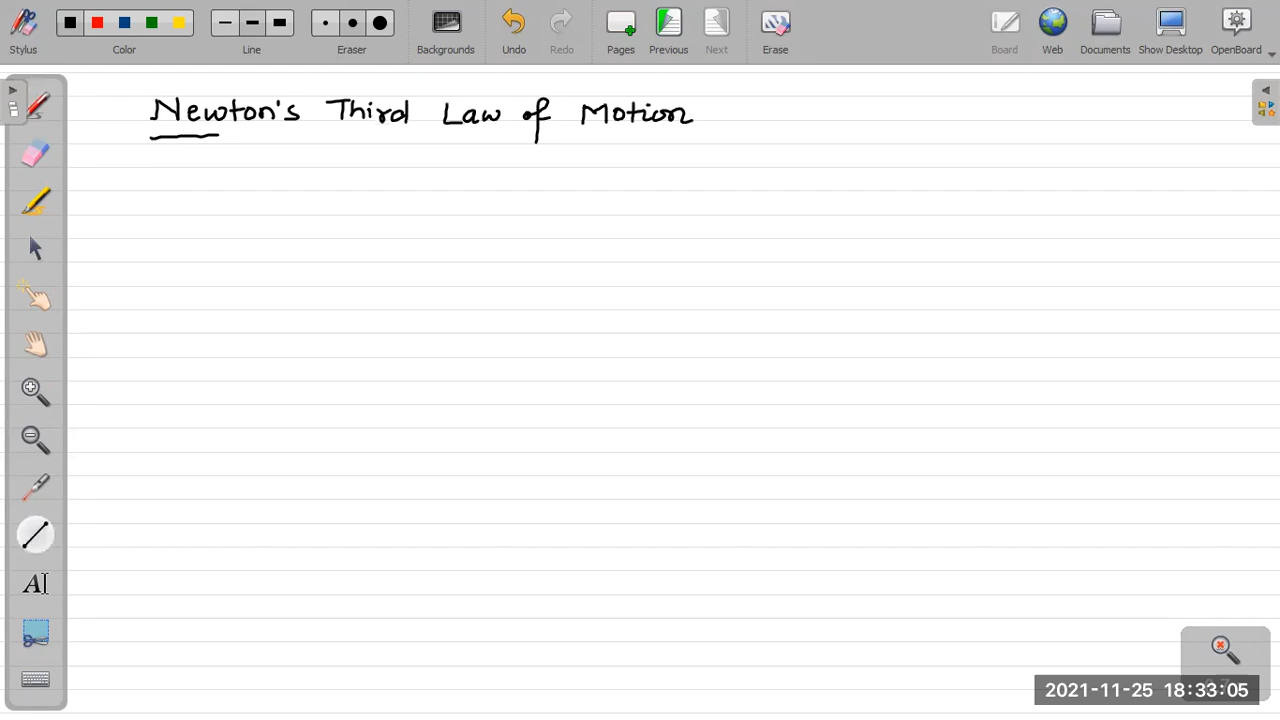 Stylus Color Line Eraser Backgrounds Undo Redo Pages Previous Next Erase Board Web Documents Show Desktop OpenBoard
Newton's Third Law of Motion
A
2021-11-25 18:33:05